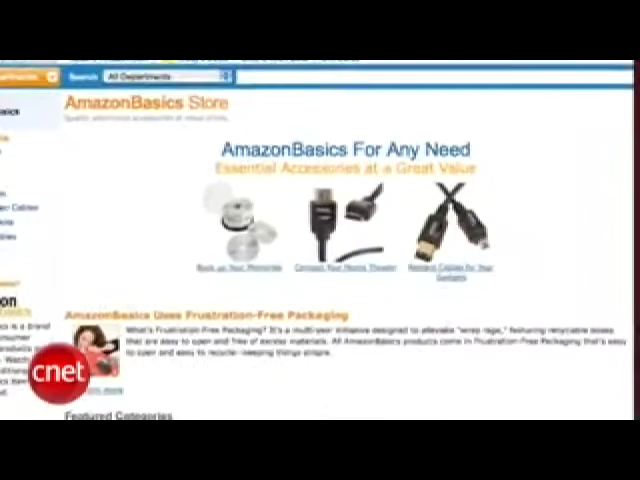 Search All Departments
AmazonBasics Store
AmazonBasics For Any Need
Essential Accessories at a Great Value
Back up Your Memories
Connect Your Home Theater
Reliable Cables for Your
Gadgets
AmazonBasics Uses Frustration-Free Packaging
What's Frustration-Free Packaging? It's a multi-year initiative designed to alleviate "wrap rage," featuring recyclable boxes
that are easy to open and free of excess materials. All AmazonBasics products come in Frustration-Free Packaging that's easy
to open and easy to recycle--keeping things simple.
cnet
Featured Categories